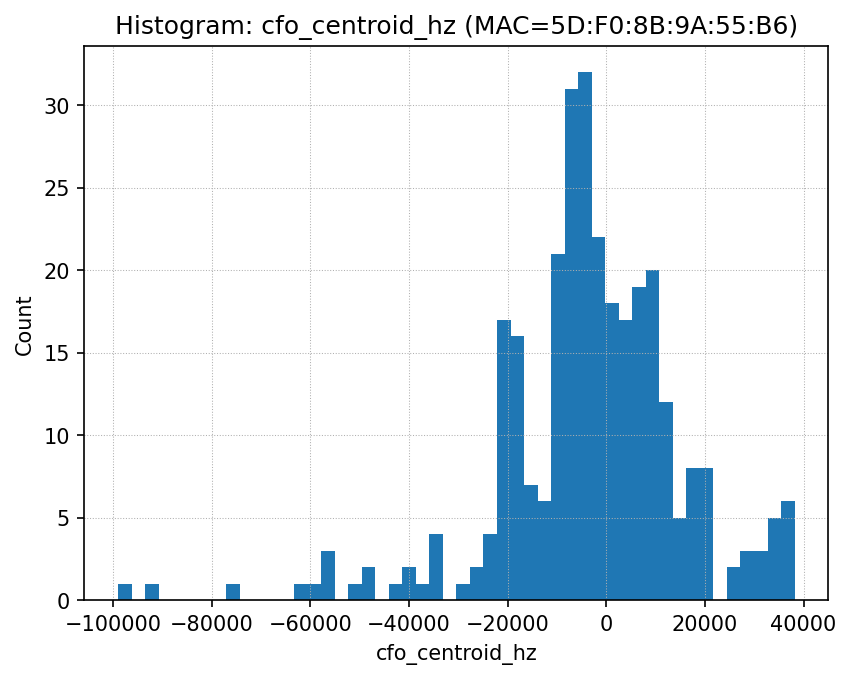 Histogram: cfo_centroid_hz (MAC=5D:F0:8B:9A:55:B6)
30
25
20
15
10
5
0
Count
−100000 −80000 −60000 −40000 −20000 0 20000 40000
cfo_centroid_hz